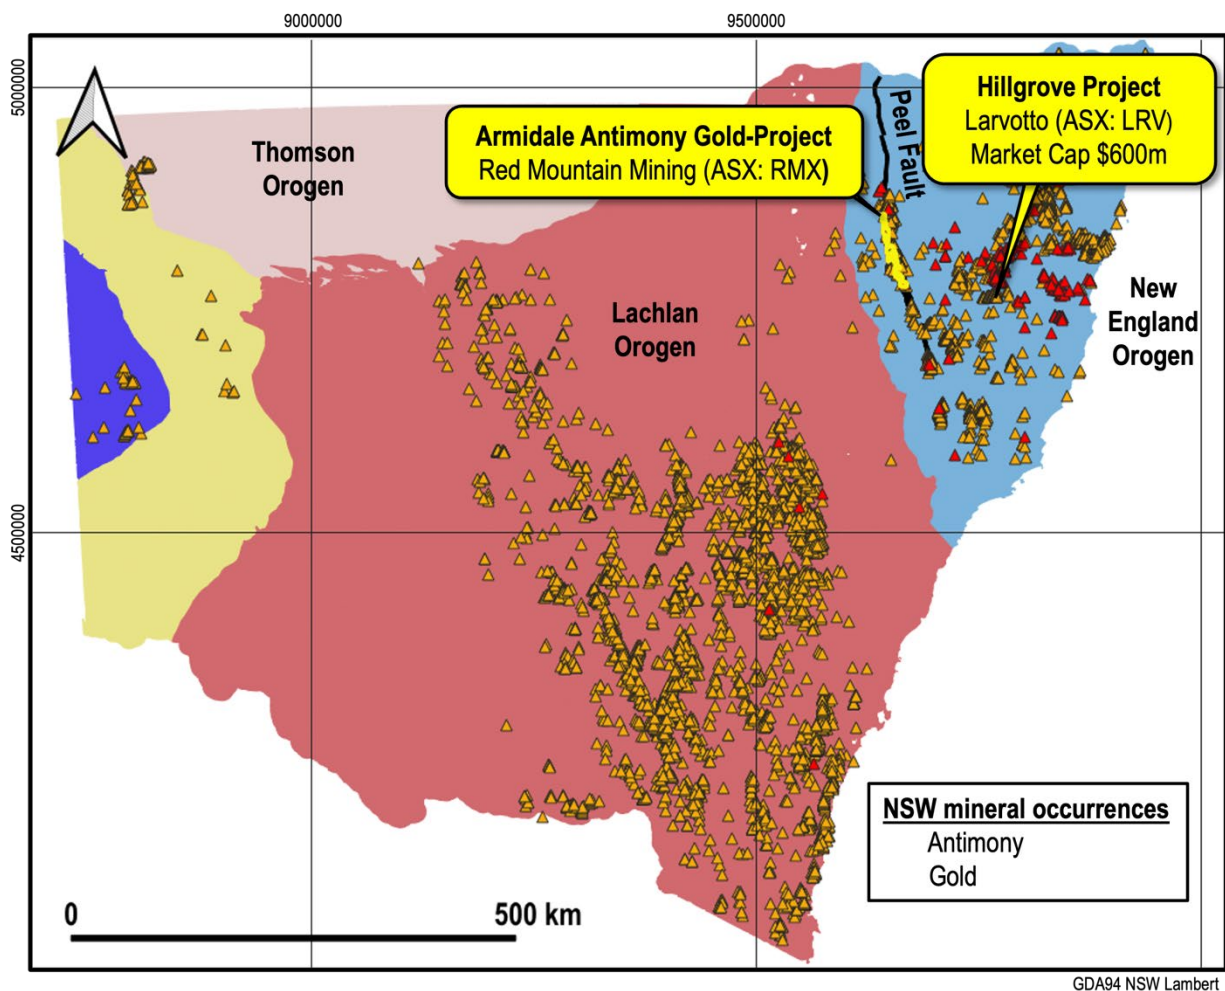 9000000
9500000
5000000
4500000
Thomson
Orogen
Armidale Antimony Gold-Project
Red Mountain Mining (ASX: RMX)
Peel Fault
Hillgrove Project
Larvotto (ASX: LRV)
Market Cap $600m
Lachlan
Orogen
New
England
Orogen
NSW mineral occurrences
Antimony
Gold
0
500 km
GDA94 NSW Lambert